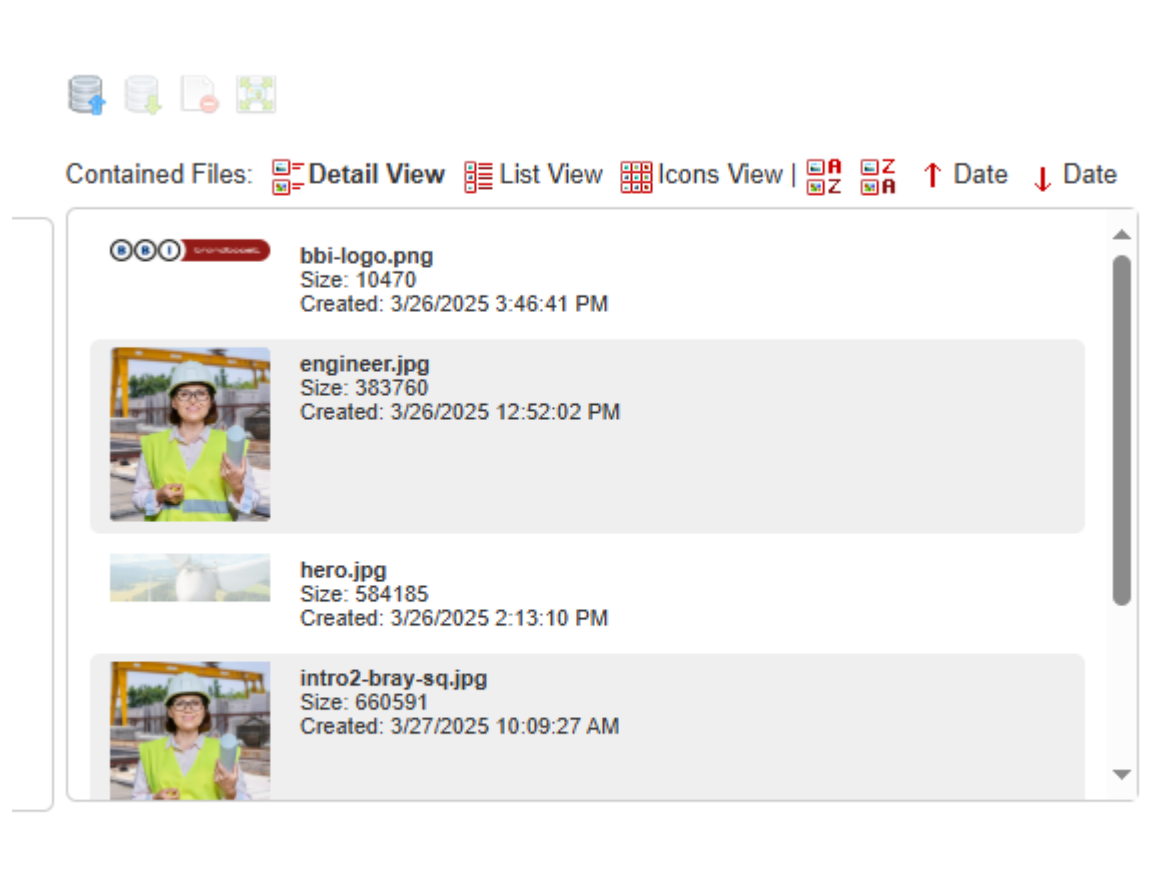 Contained Files: Detail View List View Icons View | A Z Z A ↑ Date ↓ Date
BBI brandboost.
bbi-logo.png
Size: 10470
Created: 3/26/2025 3:46:41 PM
engineer.jpg
Size: 383760
Created: 3/26/2025 12:52:02 PM
hero.jpg
Size: 584185
Created: 3/26/2025 2:13:10 PM
intro2-bray-sq.jpg
Size: 660591
Created: 3/27/2025 10:09:27 AM